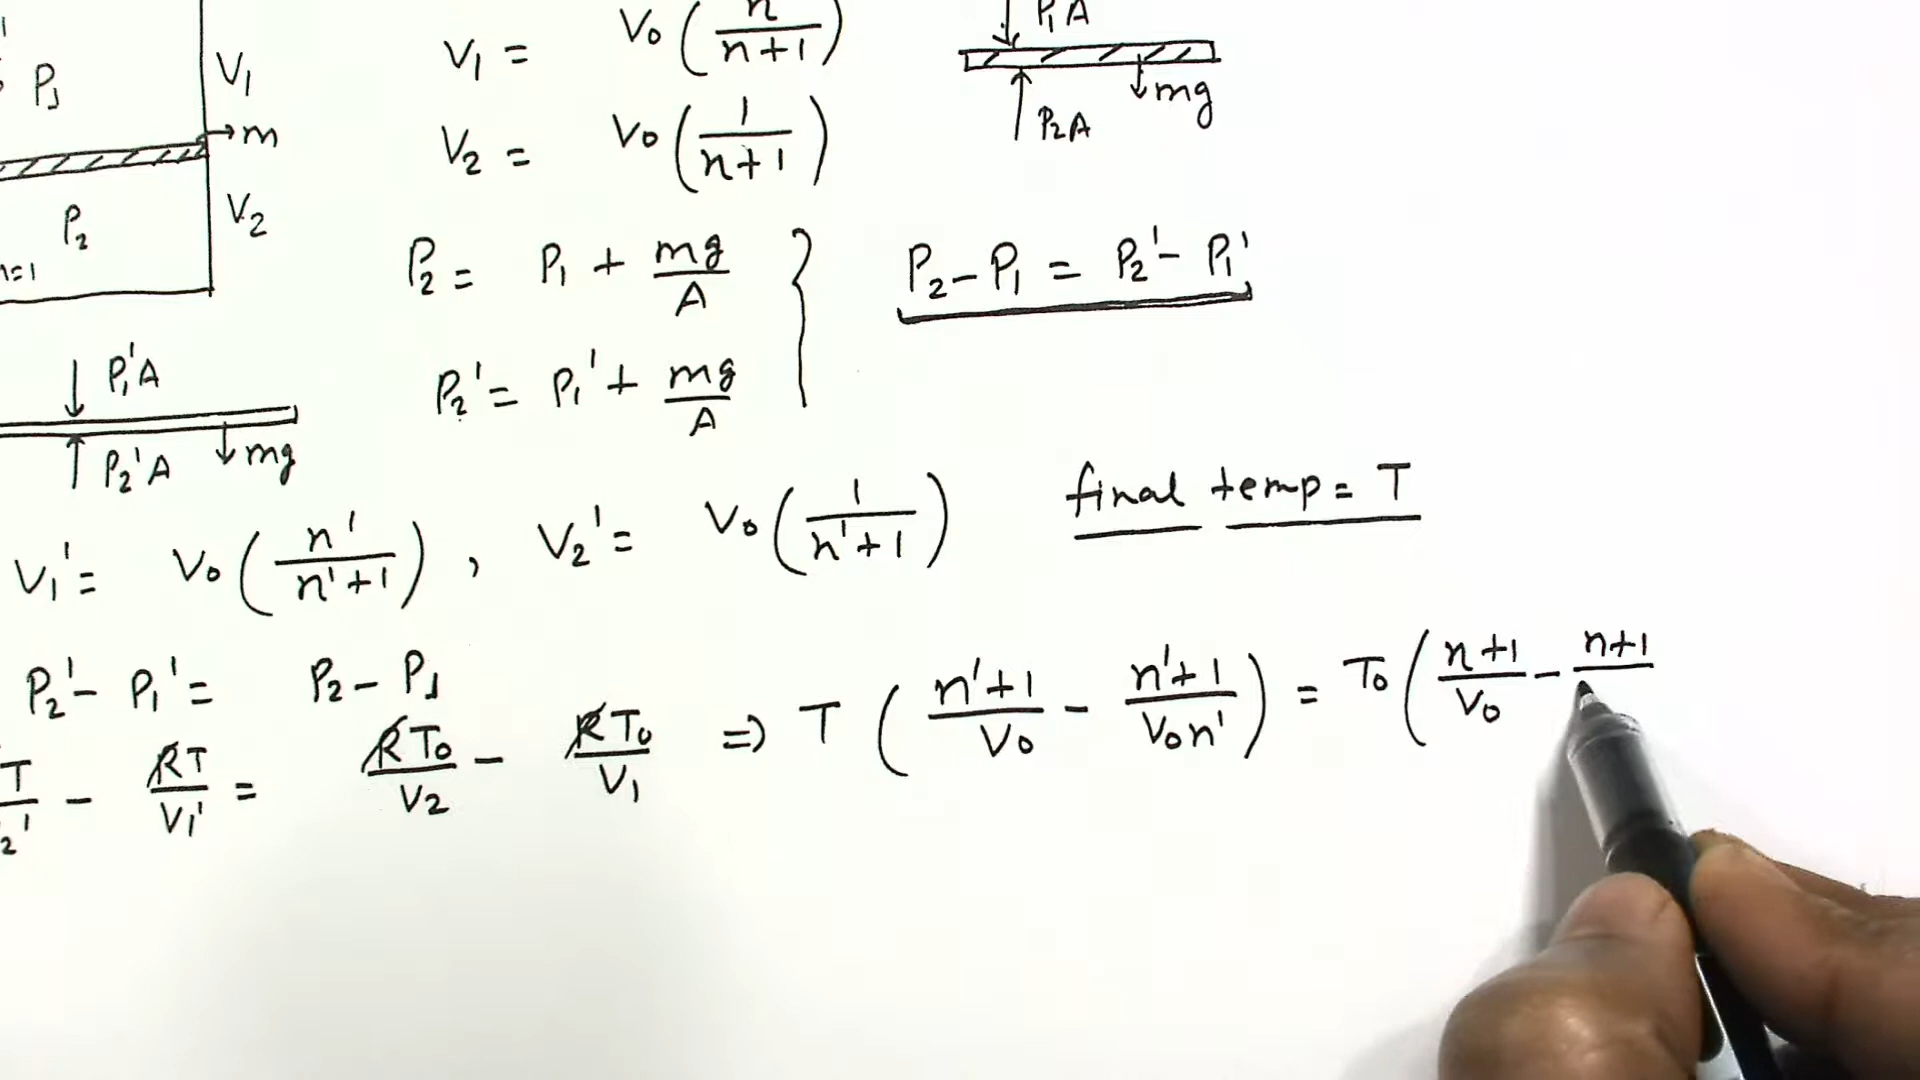 P₁A
V₁ = V₀ (n/(n+1))
P₁ V₁
mg
→m
P₂A
V₂ = V₀ (1/(n+1))
P₂ V₂
n=1
P₂ = P₁ + mg/A
P₂ - P₁ = P₂' - P₁'
P₁'A
P₂' = P₁' + mg/A
P₂'A mg
final temp = T
V₁' = V₀ (n'/(n'+1)) , V₂' = V₀ (1/(n'+1))
P₂' - P₁' = P₂ - P₁
T/₂' - RT/V₁' = RT₀/V₂ - RT₀/V₁ ⇒ T ((n'+1)/V₀ - (n'+1)/(V₀n')) = T₀ ((n+1)/V₀ - (n+1)/